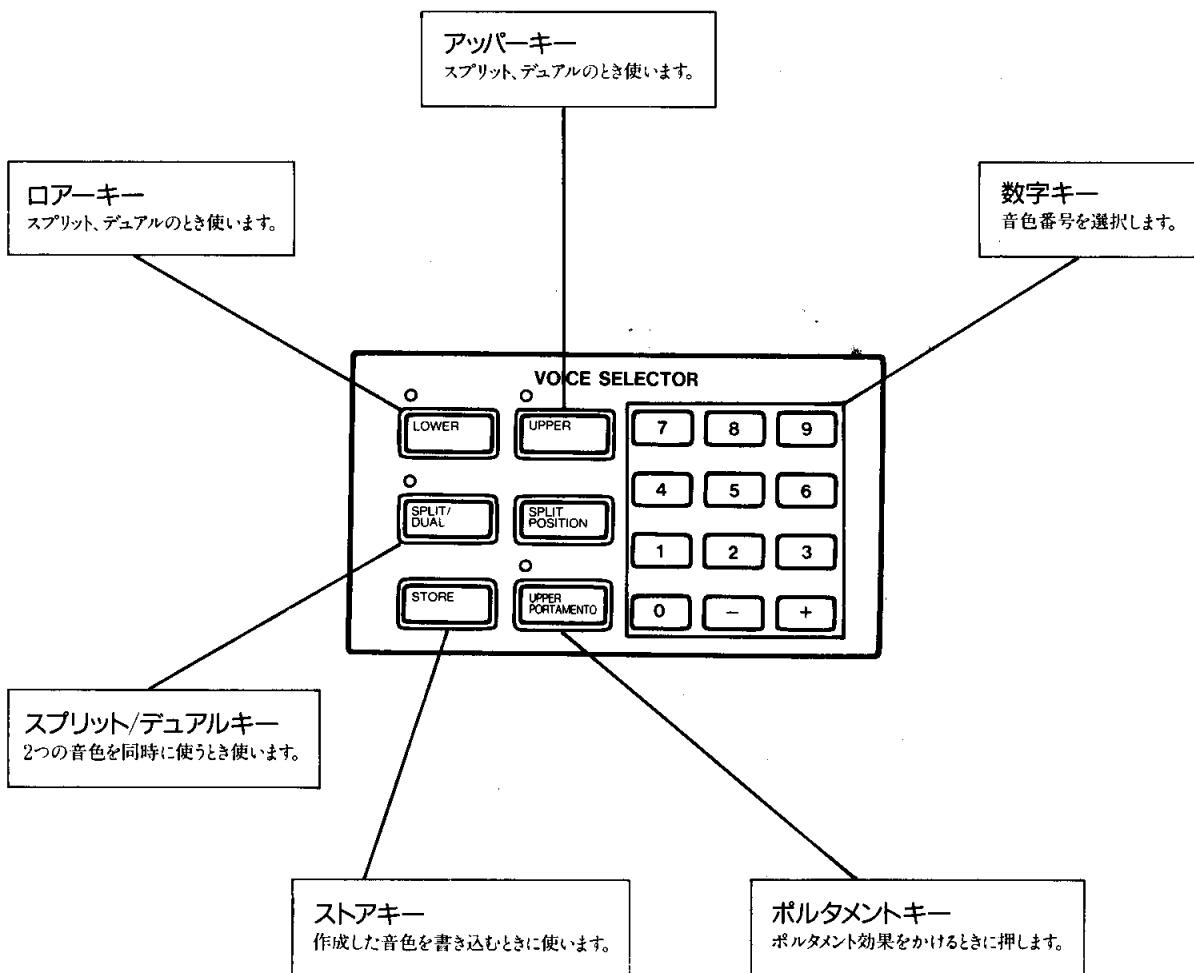 アッパーキー
スプリット、デュアルのとき使います。
ロアーキー
スプリット、デュアルのとき使います。
数字キー
音色番号を選択します。
VOICE SELECTOR
LOWER
UPPER
7 8 9
SPLIT/
DUAL
SPLIT
POSITION
4 5 6
1 2 3
STORE
UPPER
PORTAMENTO
0 − +
スプリット/デュアルキー
2つの音色を同時に使うとき使います。
ストアキー
作成した音色を書き込むときに使います。
ポルタメントキー
ポルタメント効果をかけるときに押します。